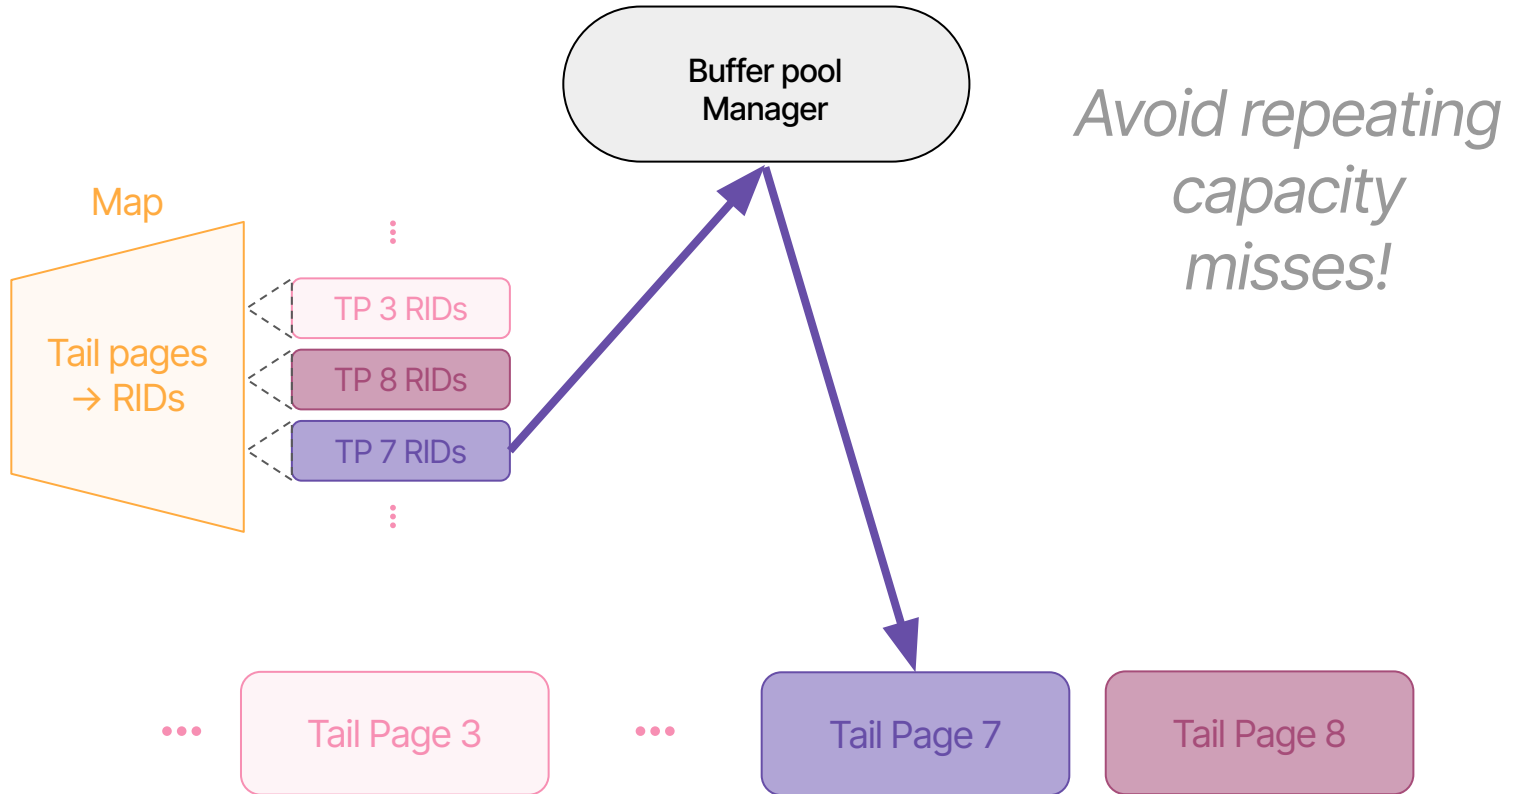 Buffer pool
Manager
Avoid repeating
capacity
misses!
Map
Tail pages
→ RIDs
TP 3 RIDs
TP 8 RIDs
TP 7 RIDs
Tail Page 3
Tail Page 7
Tail Page 8